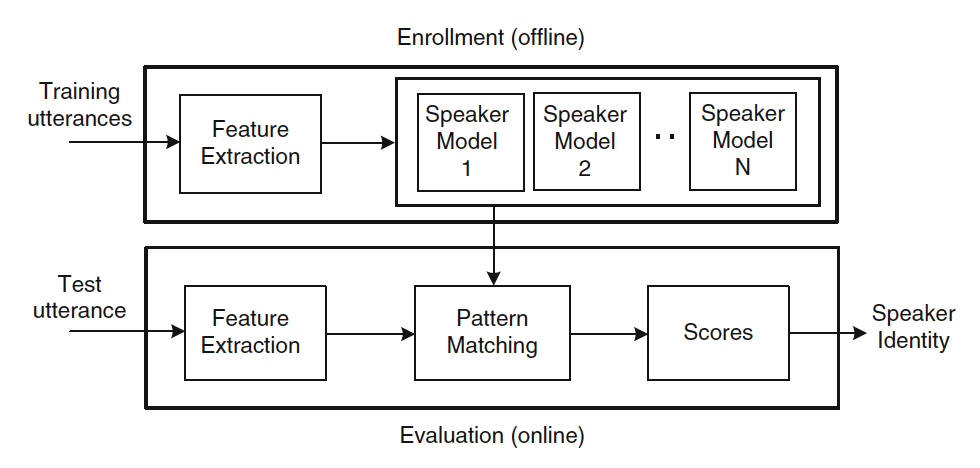 Enrollment (offline)
Training
utterances
Feature
Extraction
Speaker
Model
1
Speaker
Model
2
..
Speaker
Model
N
Test
utterance
Feature
Extraction
Pattern
Matching
Scores
Speaker
Identity
Evaluation (online)